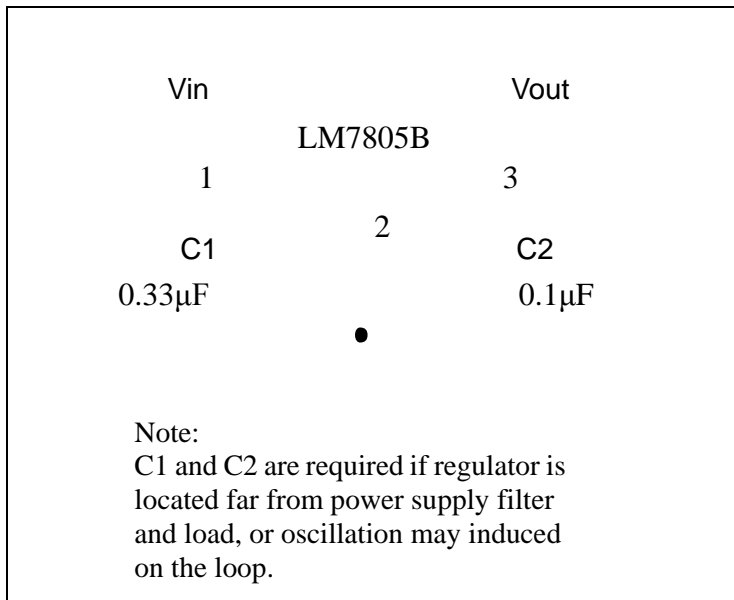 Vin Vout
LM7805B
1 3
2
C1 C2
0.33μF 0.1μF
Note:
C1 and C2 are required if regulator is
located far from power supply filter
and load, or oscillation may induced
on the loop.